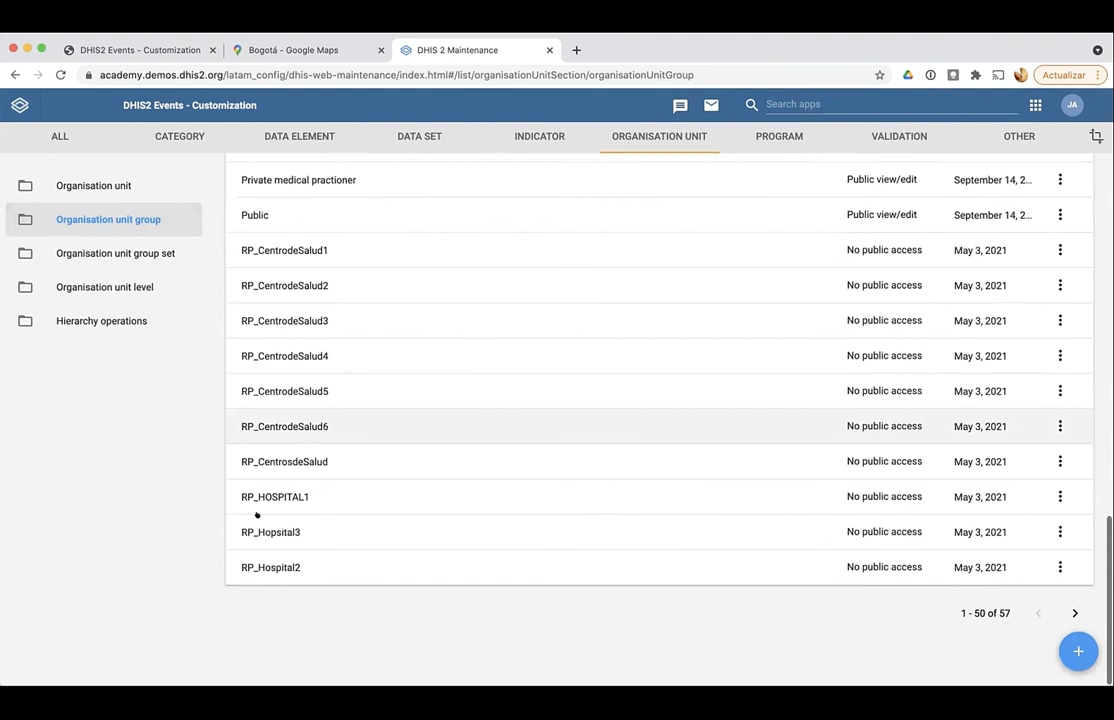 DHIS2 Events - Customization
Bogotá - Google Maps
DHIS 2 Maintenance
academy.demos.dhis2.org/latam_config/dhis-web-maintenance/index.html#/list/organisationUnitSection/organisationUnitGroup
Actualizar
DHIS2 Events - Customization
Search apps
JA
ALL
CATEGORY
DATA ELEMENT
DATA SET
INDICATOR
ORGANISATION UNIT
PROGRAM
VALIDATION
OTHER
Organisation unit
Organisation unit group
Organisation unit group set
Organisation unit level
Hierarchy operations
Private medical practioner Public view/edit September 14, 2...
Public Public view/edit September 14, 2...
RP_CentrodeSalud1 No public access May 3, 2021
RP_CentrodeSalud2 No public access May 3, 2021
RP_CentrodeSalud3 No public access May 3, 2021
RP_CentrodeSalud4 No public access May 3, 2021
RP_CentrodeSalud5 No public access May 3, 2021
RP_CentrodeSalud6 No public access May 3, 2021
RP_CentrosdeSalud No public access May 3, 2021
RP_HOSPITAL1 No public access May 3, 2021
RP_Hopsital3 No public access May 3, 2021
RP_Hospital2 No public access May 3, 2021
1 - 50 of 57